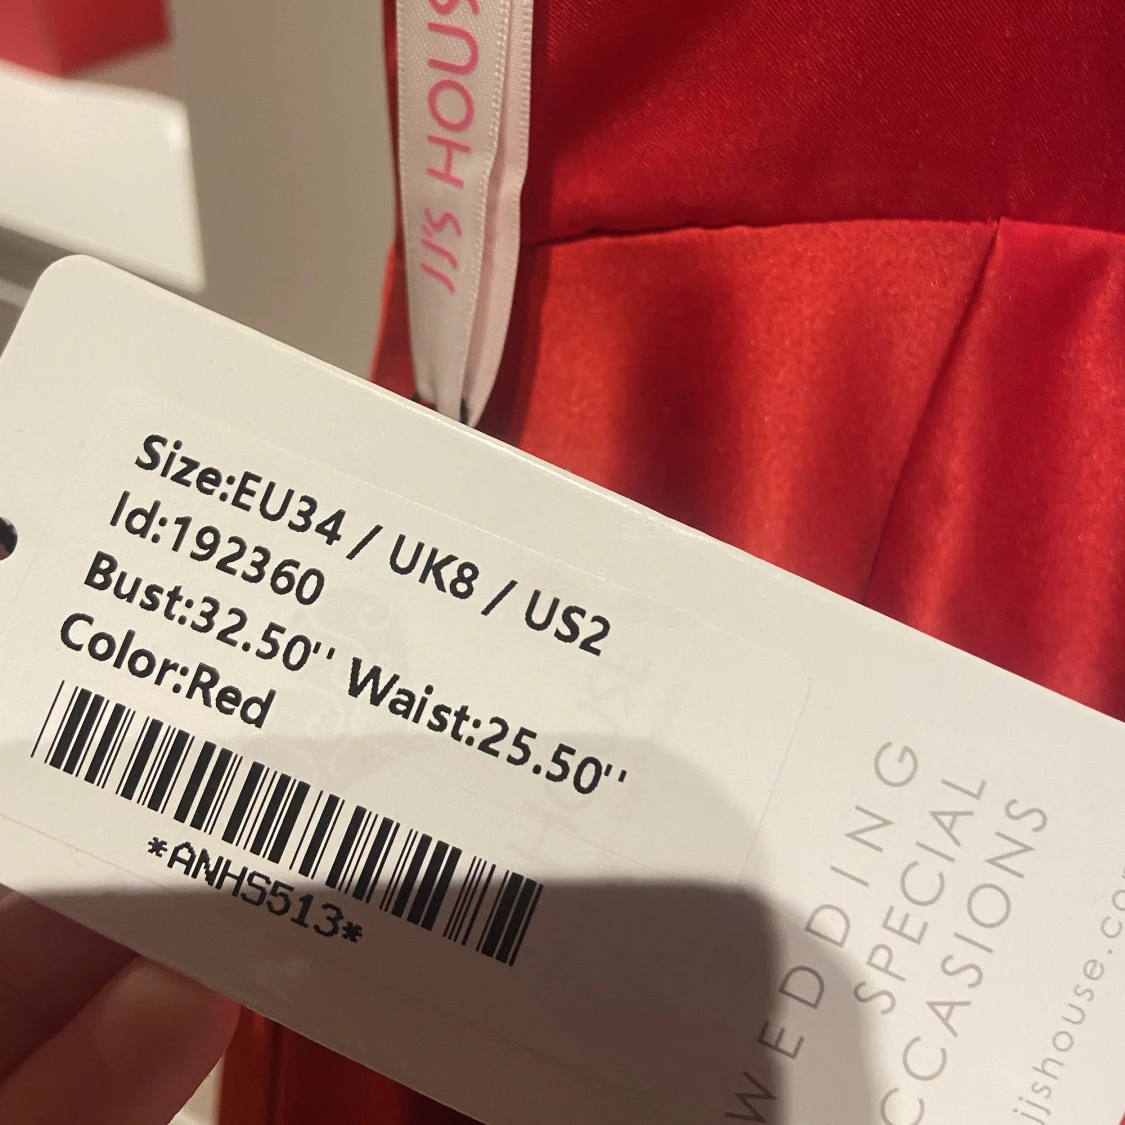 JJ'S HOUS
Size:EU34 / UK8 / US2
Id:192360
Bust:32.50'' Waist:25.50''
Color:Red
*ANHS513*
WEDDING
SPECIAL
CCASIONS
jjshouse.co